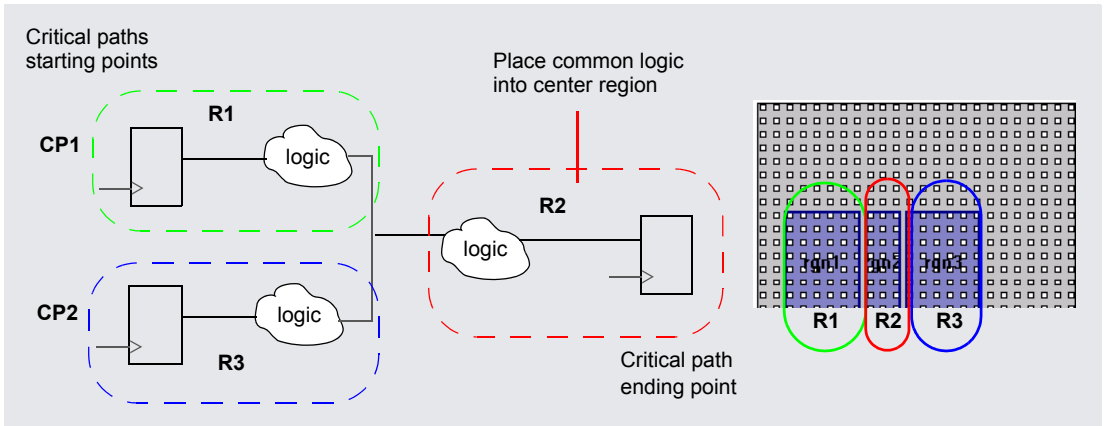 Critical paths
starting points
R1
CP1
logic
Place common logic
into center region
R2
logic
CP2
logic
R3
Critical path
ending point
rgn1
rgn2
rgn3
R1
R2
R3